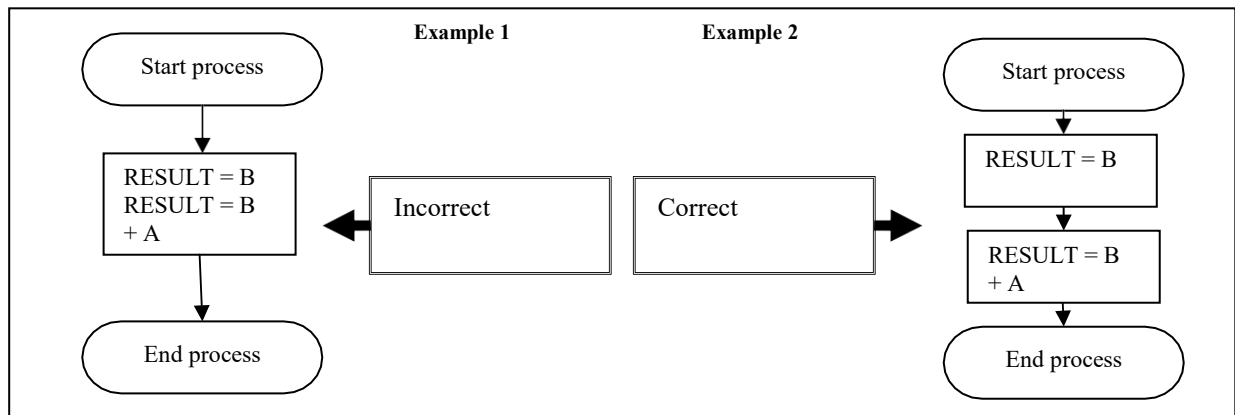 Example 1
Example 2
Start process
RESULT = B
RESULT = B
+ A
End process
Incorrect
Correct
Start process
RESULT = B
RESULT = B
+ A
End process